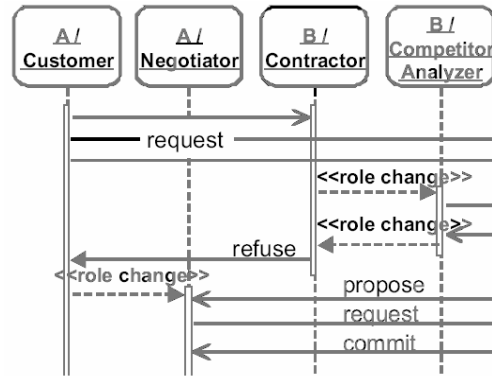 A /
Customer
A /
Negotiator
B /
Contractor
B /
Competitor
Analyzer
request
<<role change>>
<<role change>>
refuse
<<role change>>
propose
request
commit